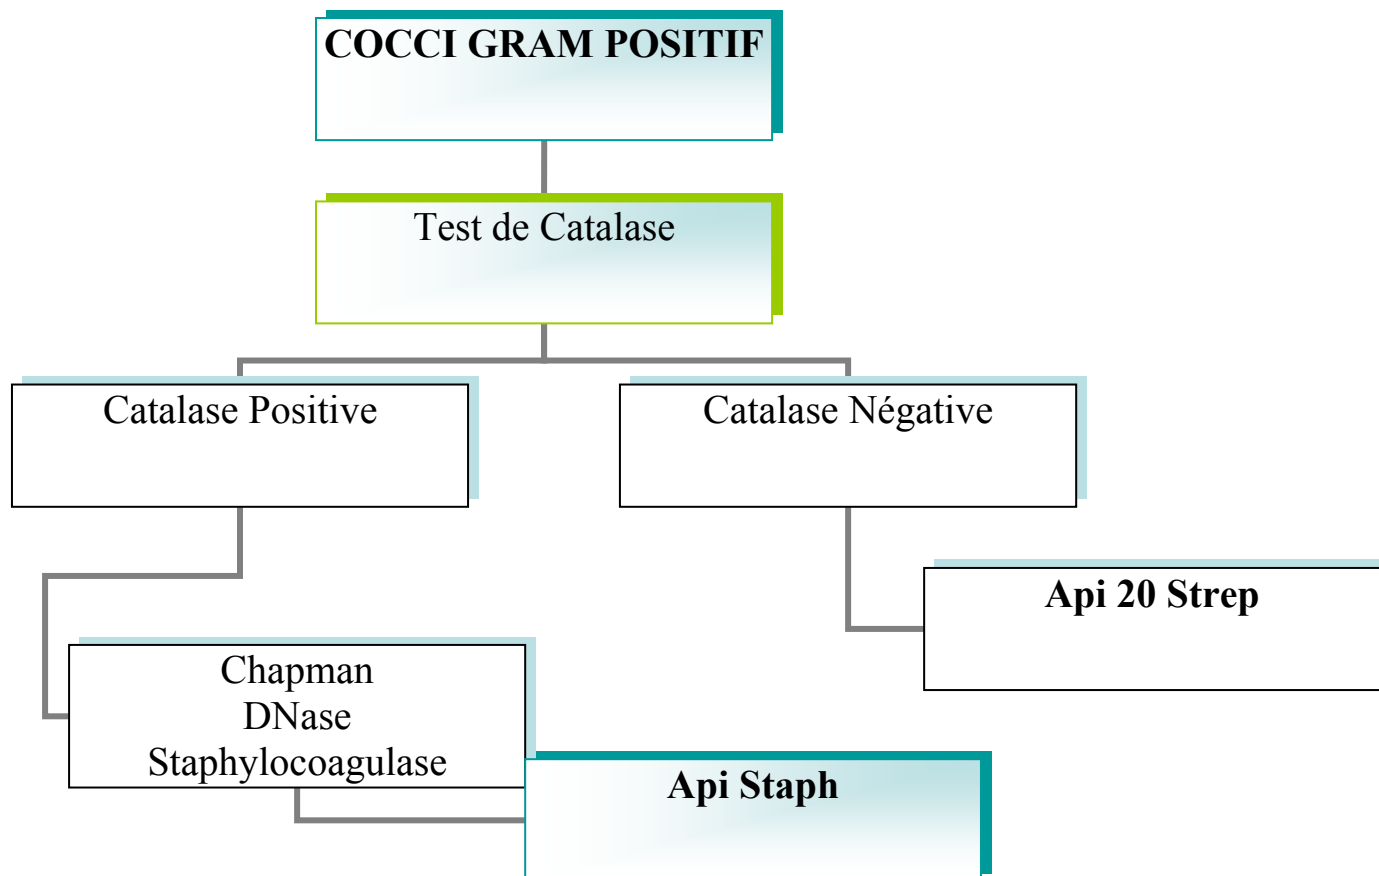 COCCI GRAM POSITIF
Test de Catalase
Catalase Positive
Catalase Négative
Api 20 Strep
Chapman
DNase
Staphylocoagulase
Api Staph